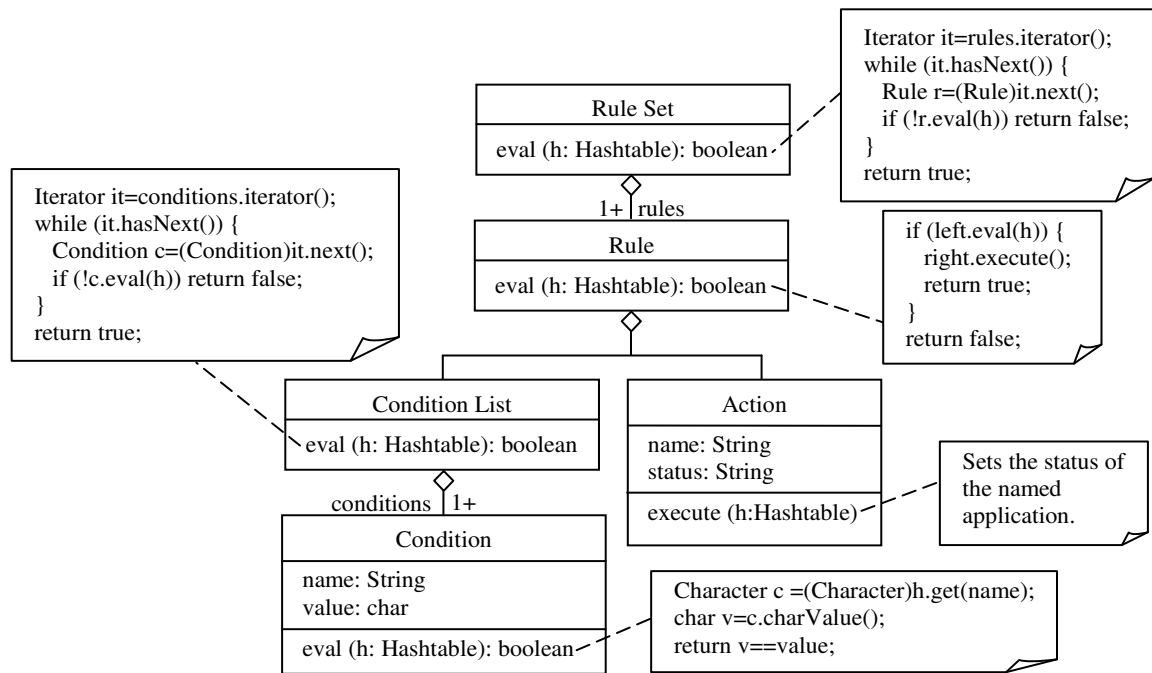 Iterator it=rules.iterator();
while (it.hasNext()) {
Rule r=(Rule)it.next();
if (!r.eval(h)) return false;
}
return true;
Rule Set
eval (h: Hashtable): boolean
1+ rules
Iterator it=conditions.iterator();
while (it.hasNext()) {
Condition c=(Condition)it.next();
if (!c.eval(h)) return false;
}
return true;
Rule
eval (h: Hashtable): boolean
if (left.eval(h)) {
right.execute();
return true;
}
return false;
Condition List
eval (h: Hashtable): boolean
Action
name: String
status: String
execute (h:Hashtable)
Sets the status of
the named
application.
conditions 1+
Condition
name: String
value: char
eval (h: Hashtable): boolean
Character c =(Character)h.get(name);
char v=c.charValue();
return v==value;